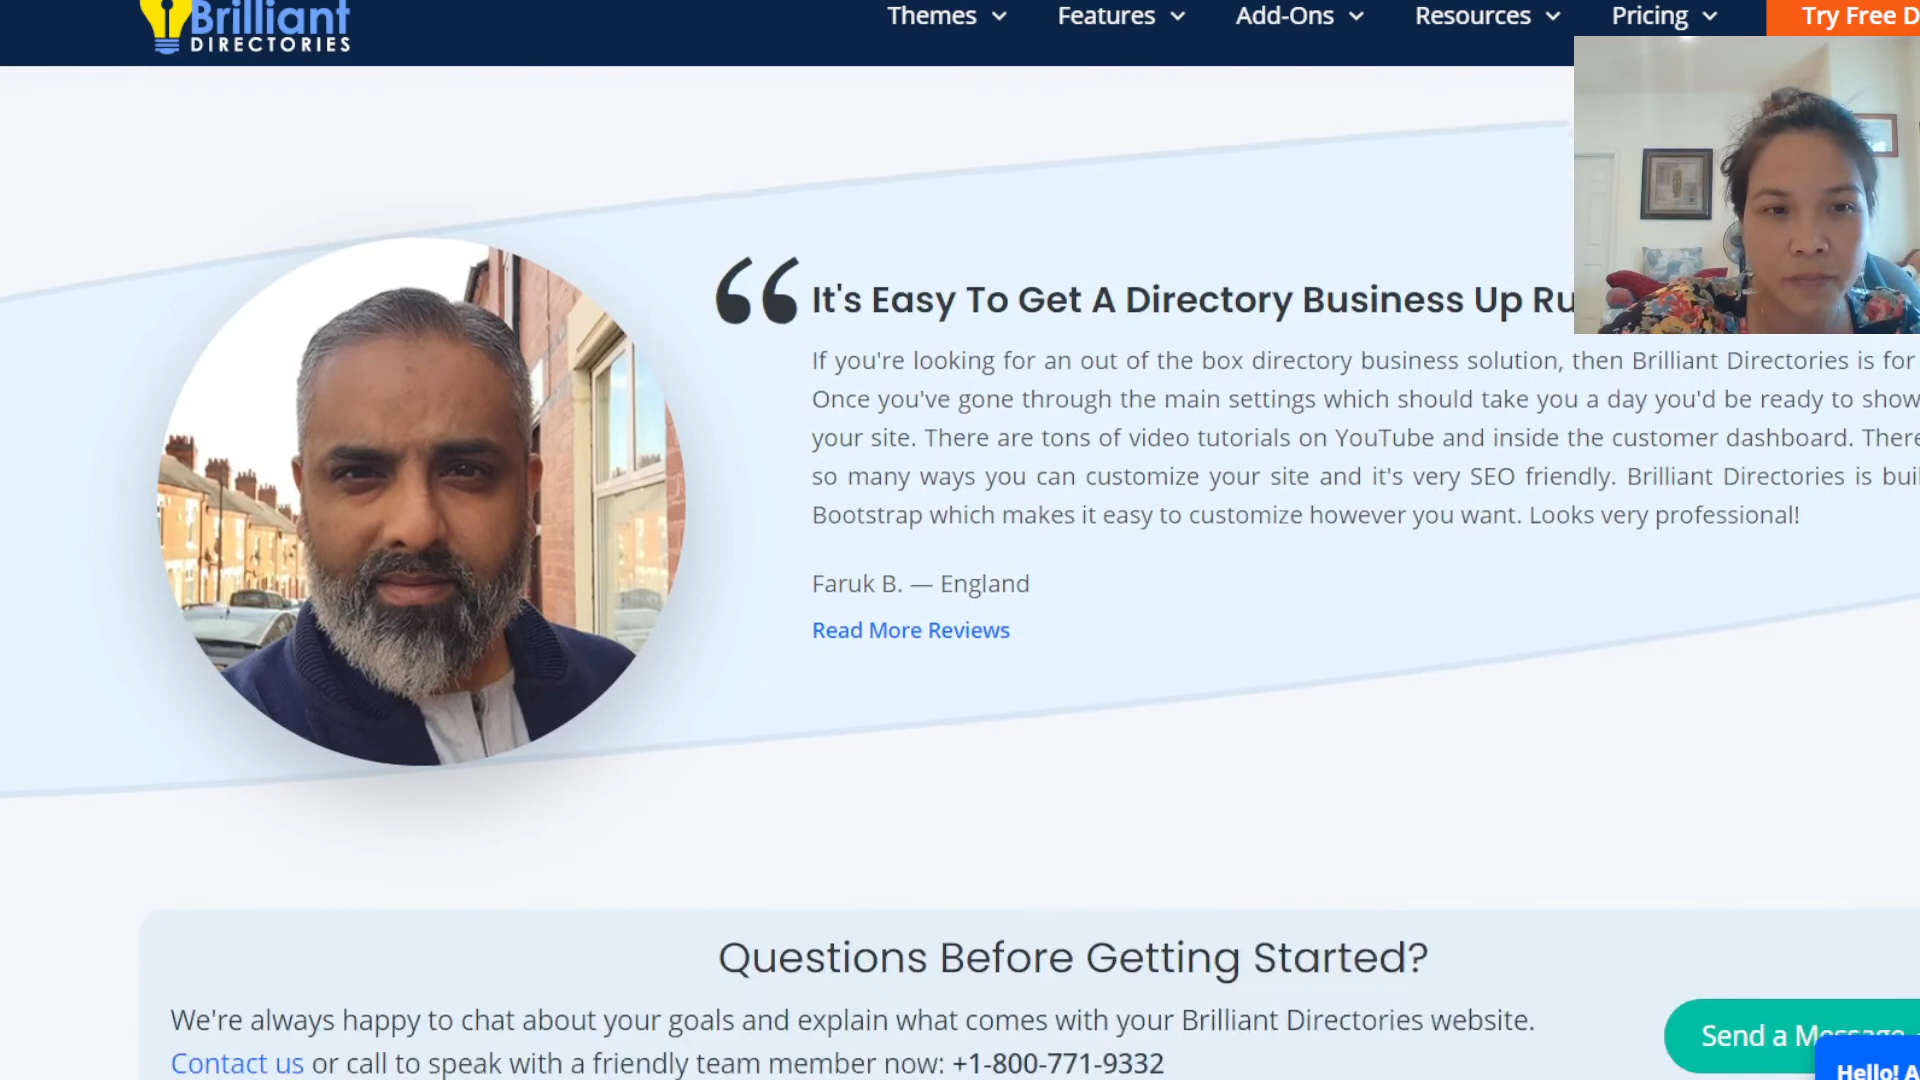 Brilliant
DIRECTORIES
Themes
Features
Add-Ons
Resources
Pricing
Try Free D
It's Easy To Get A Directory Business Up Ru
If you're looking for an out of the box directory business solution, then Brilliant Directories is for
Once you've gone through the main settings which should take you a day you'd be ready to show
your site. There are tons of video tutorials on YouTube and inside the customer dashboard. There
so many ways you can customize your site and it's very SEO friendly. Brilliant Directories is buil
Bootstrap which makes it easy to customize however you want. Looks very professional!
Faruk B. — England
Read More Reviews
Questions Before Getting Started?
We're always happy to chat about your goals and explain what comes with your Brilliant Directories website.
Contact us or call to speak with a friendly team member now: +1-800-771-9332
Send a Message
Hello! A